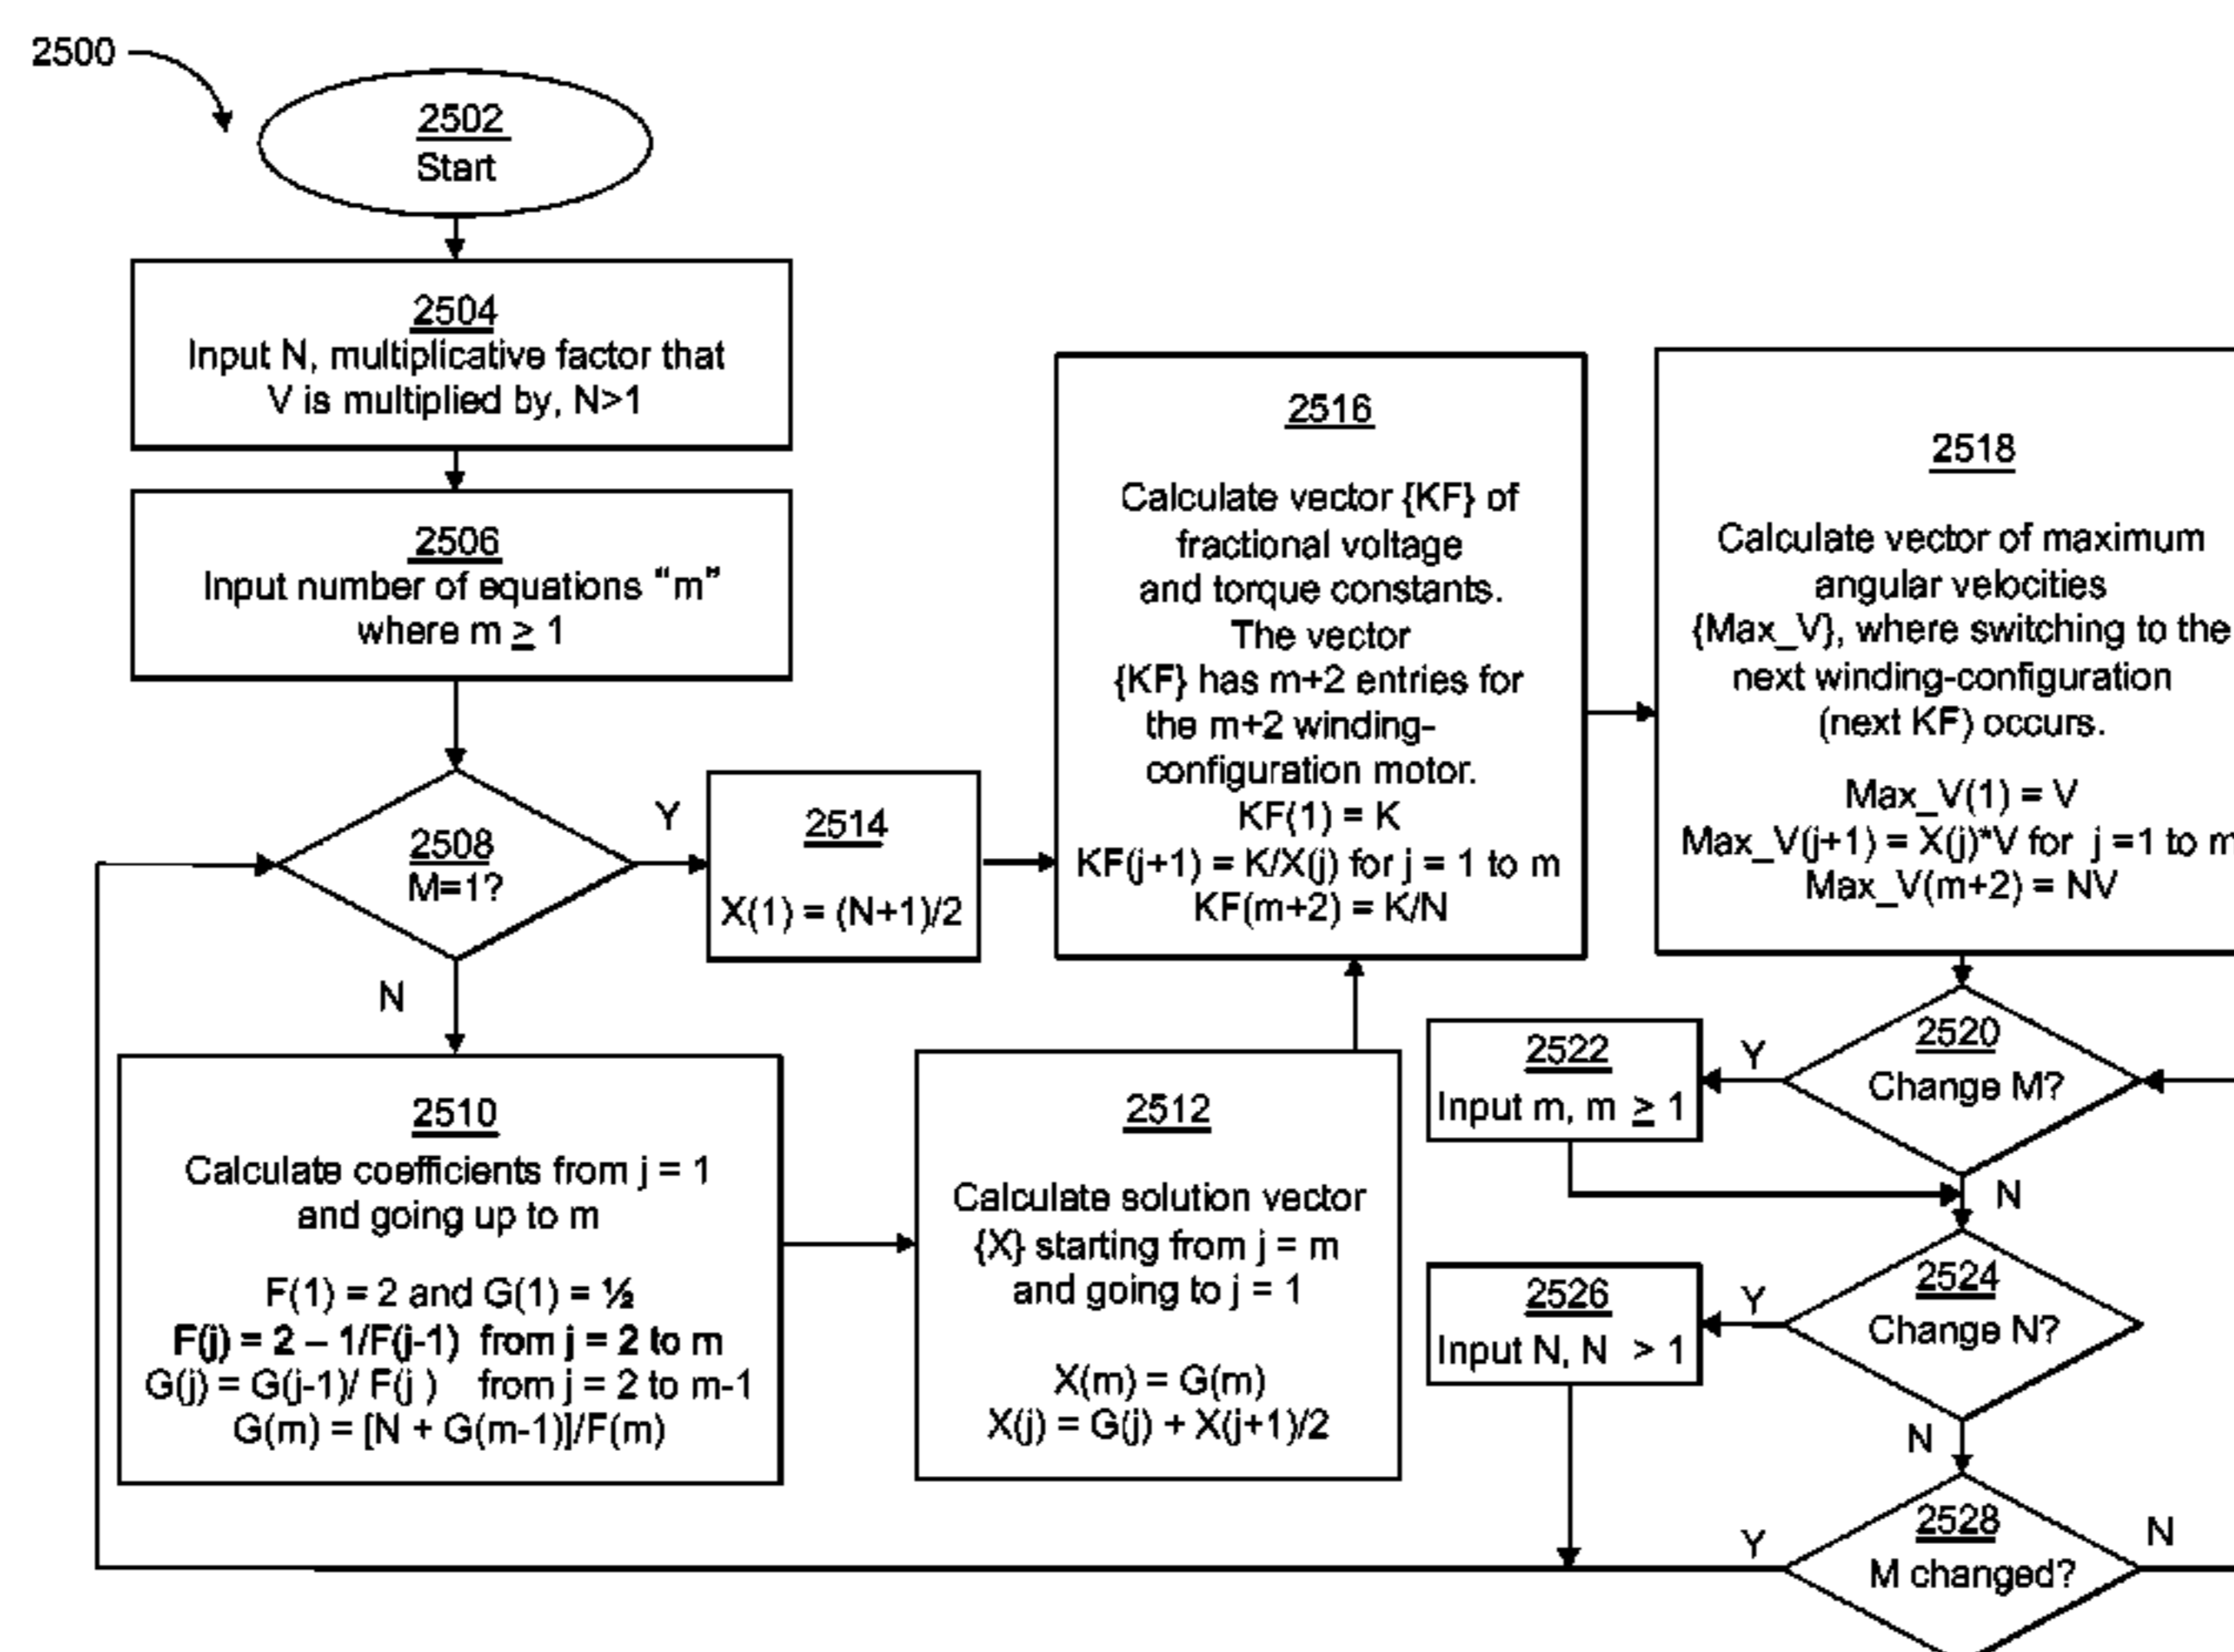 2500
2502
Start
2504
Input N, multiplicative factor that
V is multiplied by, N>1
2506
Input number of equations “m”
where m ≥ 1
2508
M=1?
Y
N
2514
X(1) = (N+1)/2
2510
Calculate coefficients from j = 1
and going up to m
F(1) = 2 and G(1) = ½
F(j) = 2 – 1/F(j-1) from j = 2 to m
G(j) = G(j-1)/ F(j ) from j = 2 to m-1
G(m) = [N + G(m-1)]/F(m)
2512
Calculate solution vector
{X} starting from j = m
and going to j = 1
X(m) = G(m)
X(j) = G(j) + X(j+1)/2
2516
Calculate vector {KF} of
fractional voltage
and torque constants.
The vector
{KF} has m+2 entries for
the m+2 winding-
configuration motor.
KF(1) = K
KF(j+1) = K/X(j) for j = 1 to m
KF(m+2) = K/N
2518
Calculate vector of maximum
angular velocities
{Max_V}, where switching to the
next winding-configuration
(next KF) occurs.
Max_V(1) = V
Max_V(j+1) = X(j)*V for j =1 to m
Max_V(m+2) = NV
2520
Change M?
Y
N
2522
Input m, m ≥ 1
2524
Change N?
Y
N
2526
Input N, N > 1
2528
M changed?
Y
N